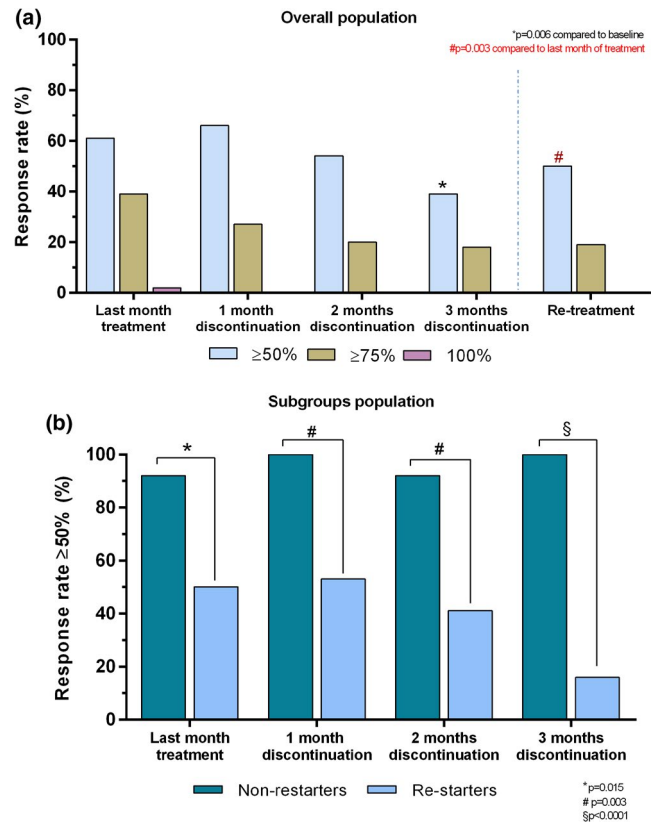 (a)
Overall population
*p=0.006 compared to baseline
#p=0.003 compared to last month of treatment
Response rate (%)
100
80
60
40
20
0
*
#
Last month treatment
1 month discontinuation
2 months discontinuation
3 months discontinuation
Re-treatment
≥50%
≥75%
100%
Subgroups population
(b)
Response rate ≥50% (%)
100
80
60
40
20
0
*
#
#
§
Last month treatment
1 month discontinuation
2 months discontinuation
3 months discontinuation
Non-restarters
Re-starters
*p=0.015
# p=0.003
§p<0.0001